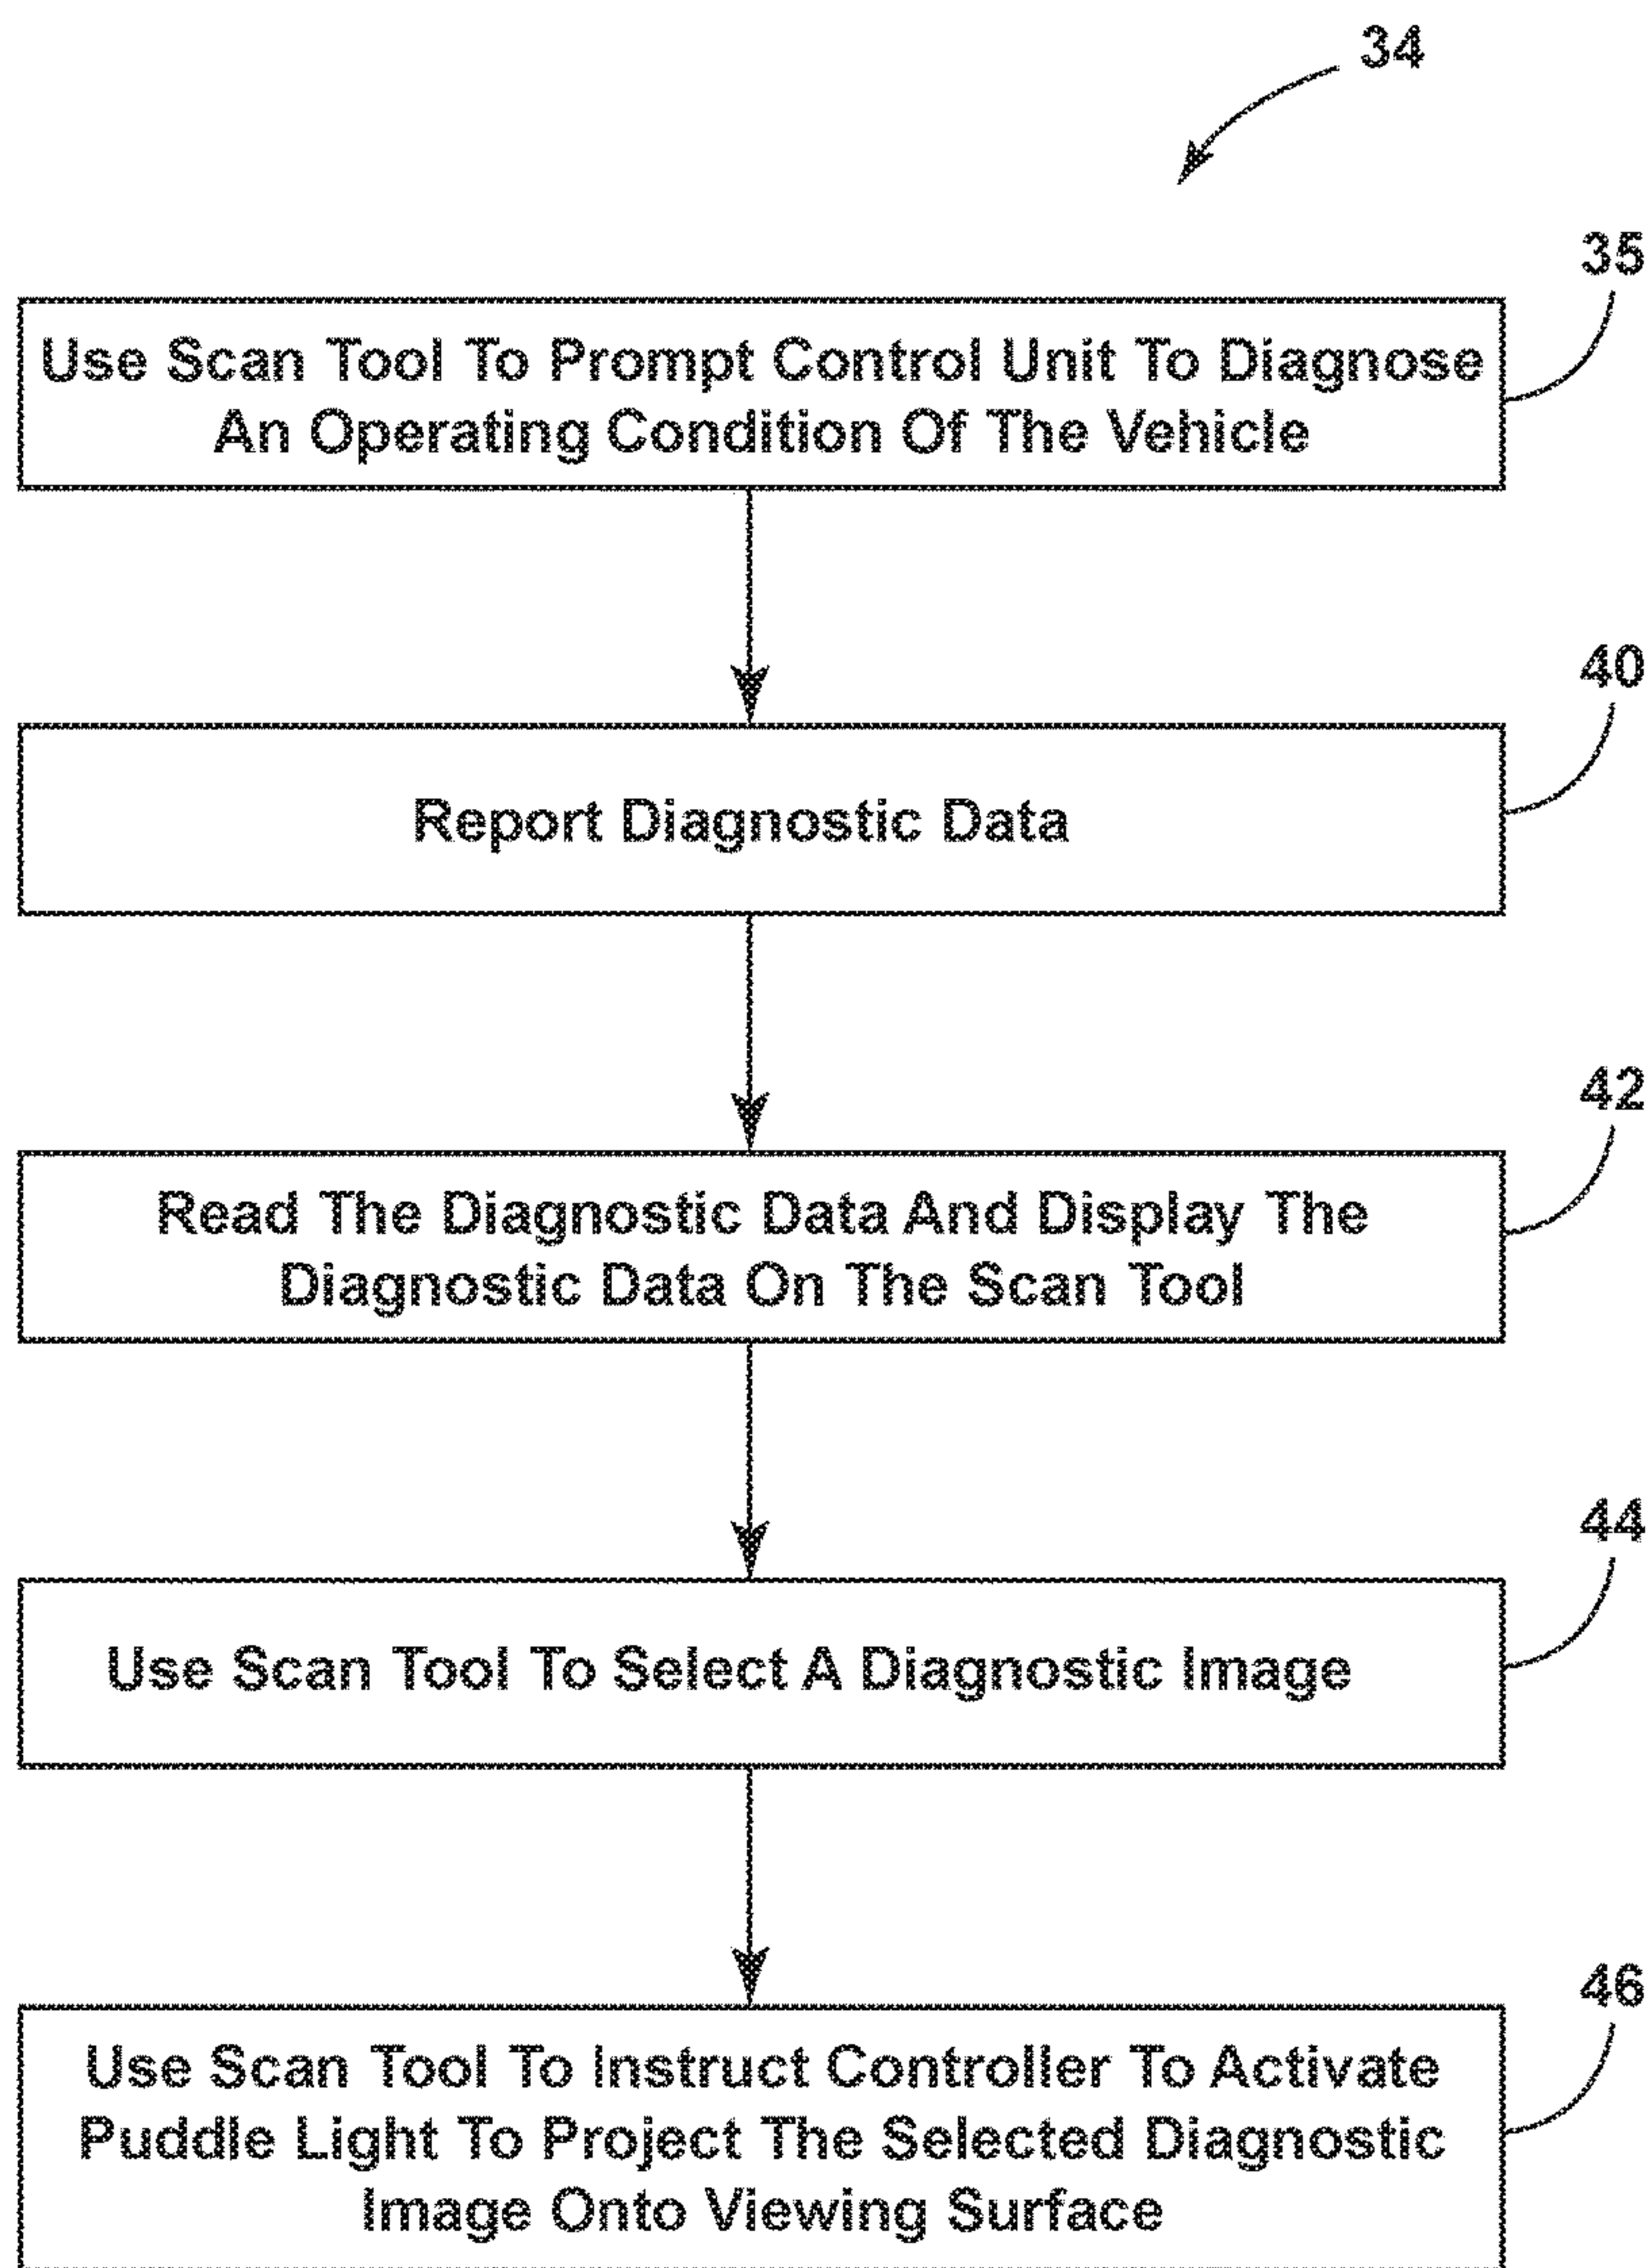 34
35
Use Scan Tool To Prompt Control Unit To Diagnose
An Operating Condition Of The Vehicle
40
Report Diagnostic Data
42
Read The Diagnostic Data And Display The
Diagnostic Data On The Scan Tool
44
Use Scan Tool To Select A Diagnostic Image
46
Use Scan Tool To Instruct Controller To Activate
Puddle Light To Project The Selected Diagnostic
Image Onto Viewing Surface